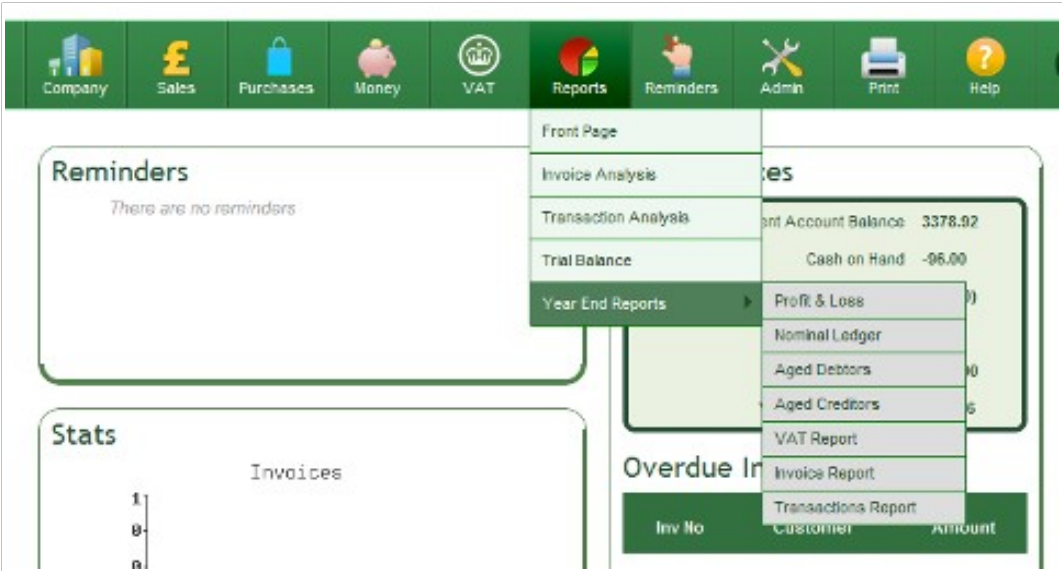 Company Sales Purchases Money VAT Reports Reminders Admin Print Help
Front Page
Invoice Analysis
Transaction Analysis
Trial Balance
Year End Reports
Profit & Loss
Nominal Ledger
Aged Debtors
Aged Creditors
VAT Report
Invoice Report
Transactions Report
Reminders
There are no reminders
Account Balance 3378.92
Cash on Hand -96.00
Stats
Invoices
1
0
Overdue
Inv No Customer Amount